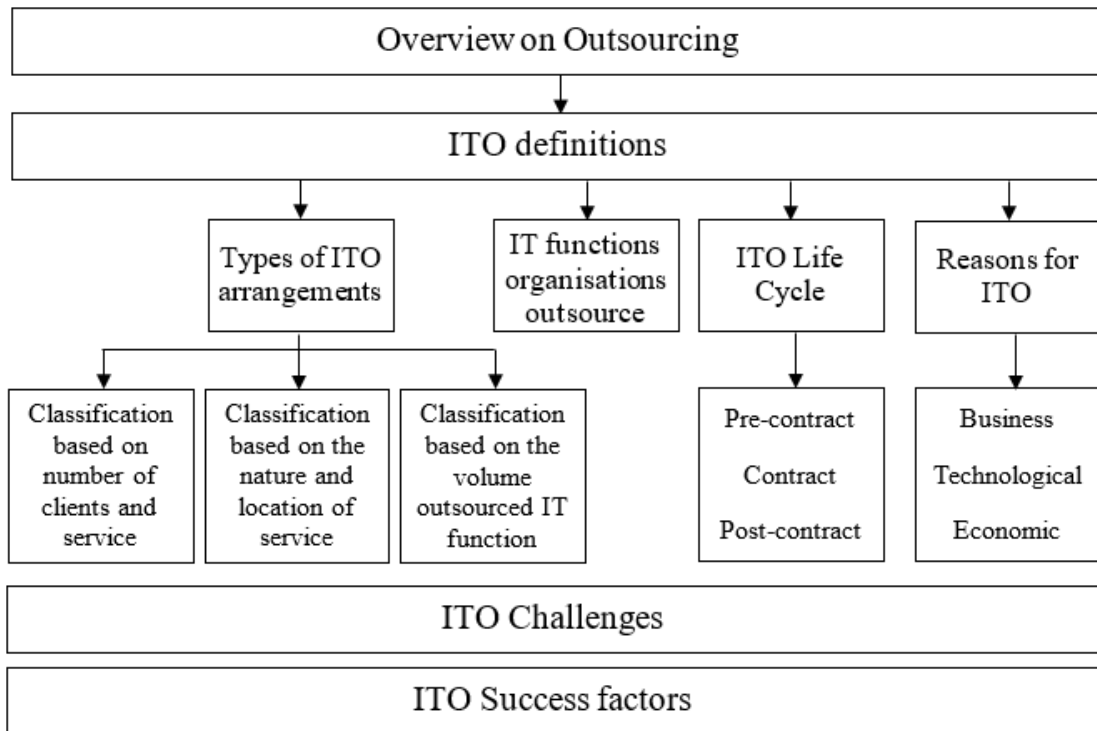 Overview on Outsourcing
ITO definitions
Types of ITO
arrangements
IT functions
organisations
outsource
ITO Life
Cycle
Reasons for
ITO
Classification
based on
number of
clients and
service
Classification
based on the
nature and
location of
service
Classification
based on the
volume
outsourced IT
function
Pre-contract
Contract
Post-contract
Business
Technological
Economic
ITO Challenges
ITO Success factors